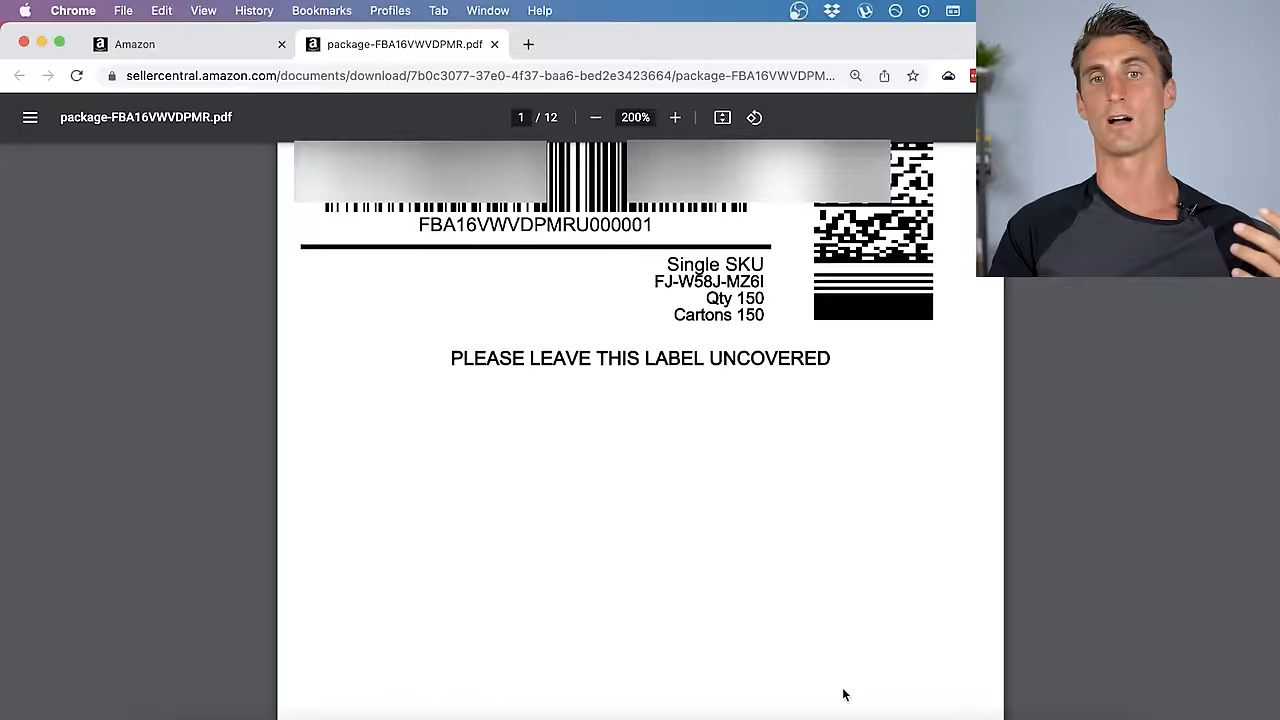 Chrome File Edit View History Bookmarks Profiles Tab Window Help
Amazon
package-FBA16VWVDPMR.pdf
sellercentral.amazon.com/documents/download/7b0c3077-37e0-4f37-baa6-bed2e3423664/package-FBA16VWVDPM...
package-FBA16VWVDPMR.pdf
1 / 12
200%
FBA16VWVDPMRU000001
Single SKU
FJ-W58J-MZ6I
Qty 150
Cartons 150
PLEASE LEAVE THIS LABEL UNCOVERED